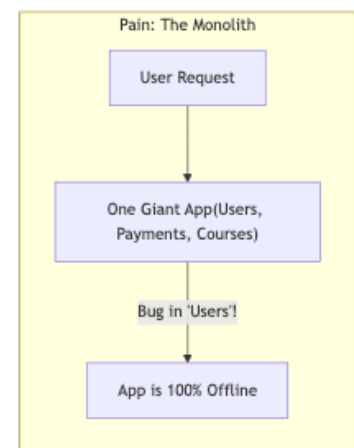 Pain: The Monolith
User Request
One Giant App(Users,
Payments, Courses)
Bug in 'Users'!
App is 100% Offline